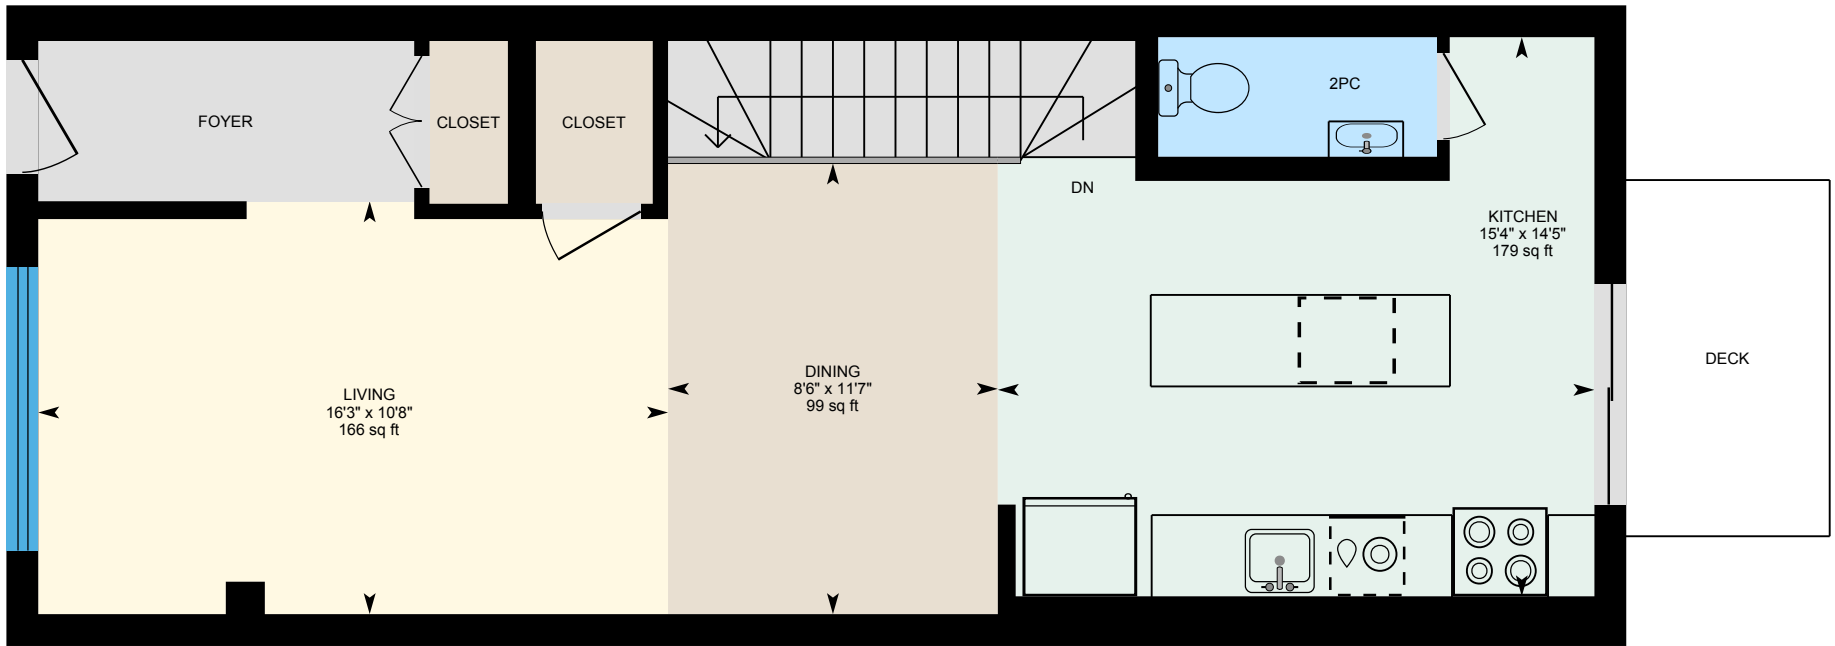 FOYER
CLOSET
CLOSET
2PC
DN
KITCHEN
15'4" x 14'5"
179 sq ft
DECK
LIVING
16'3" x 10'8"
166 sq ft
DINING
8'6" x 11'7"
99 sq ft